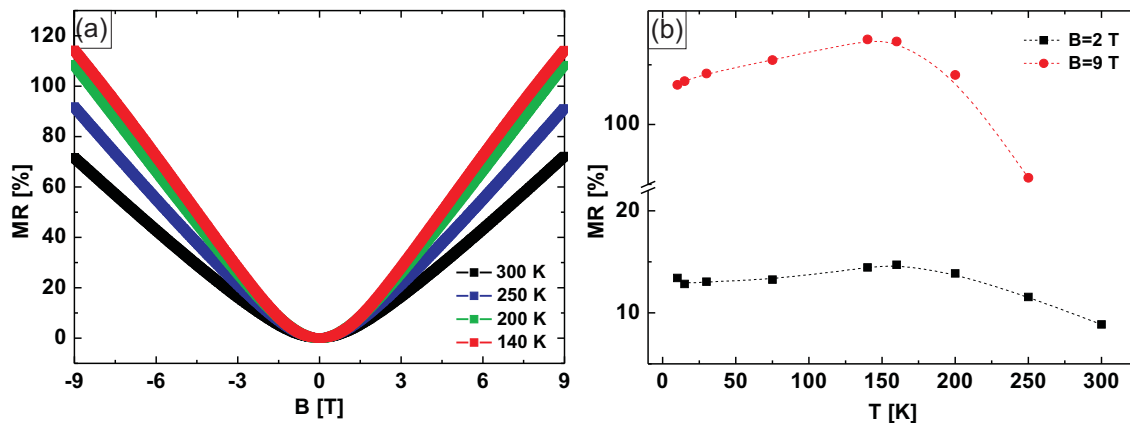 (a)
MR [%]
120
100
80
60
40
20
0
-9 -6 -3 0 3 6 9
B [T]
300 K
250 K
200 K
140 K
(b)
MR [%]
100
20
10
0 50 100 150 200 250 300
T [K]
B=2 T
B=9 T